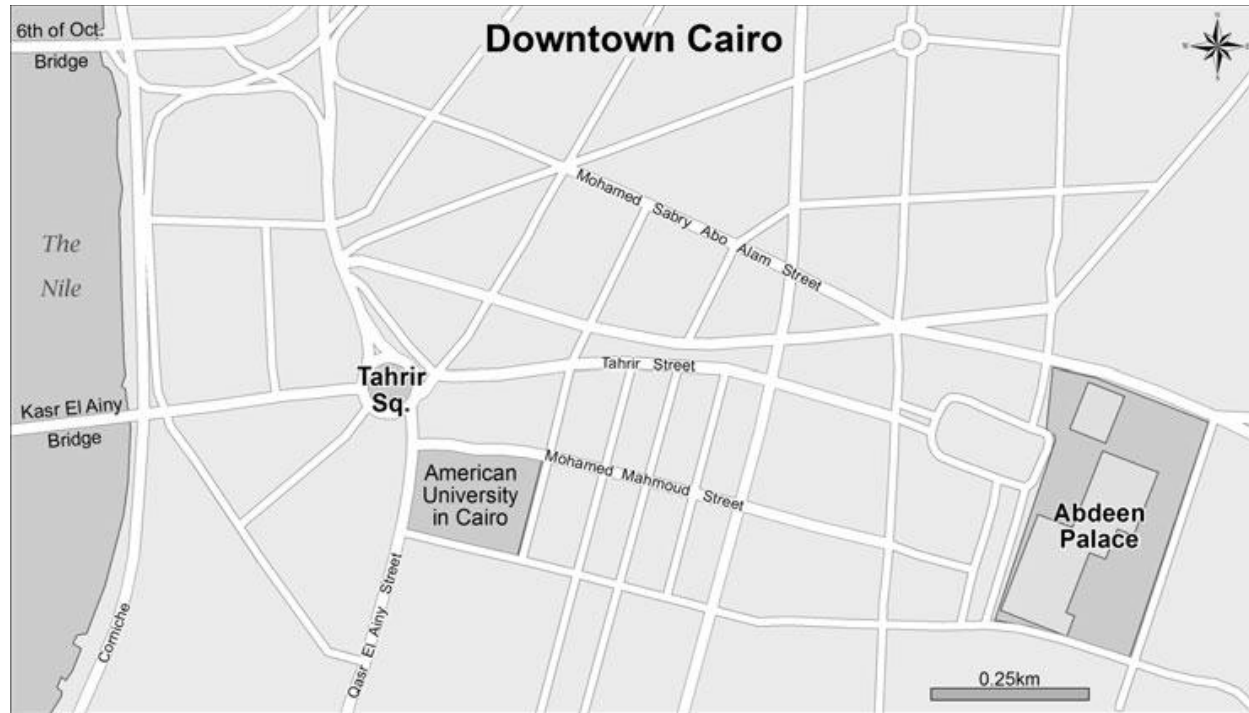 Downtown Cairo
6th of Oct.
Bridge
The
Nile
Mohamed Sabry Abo Alam Street
Tahrir Street
Tahrir
Sq.
Kasr El Ainy
Bridge
Mohamed Mahmoud Street
American
University
in Cairo
Abdeen
Palace
Qasr El Ainy Street
Corniche
0.25km